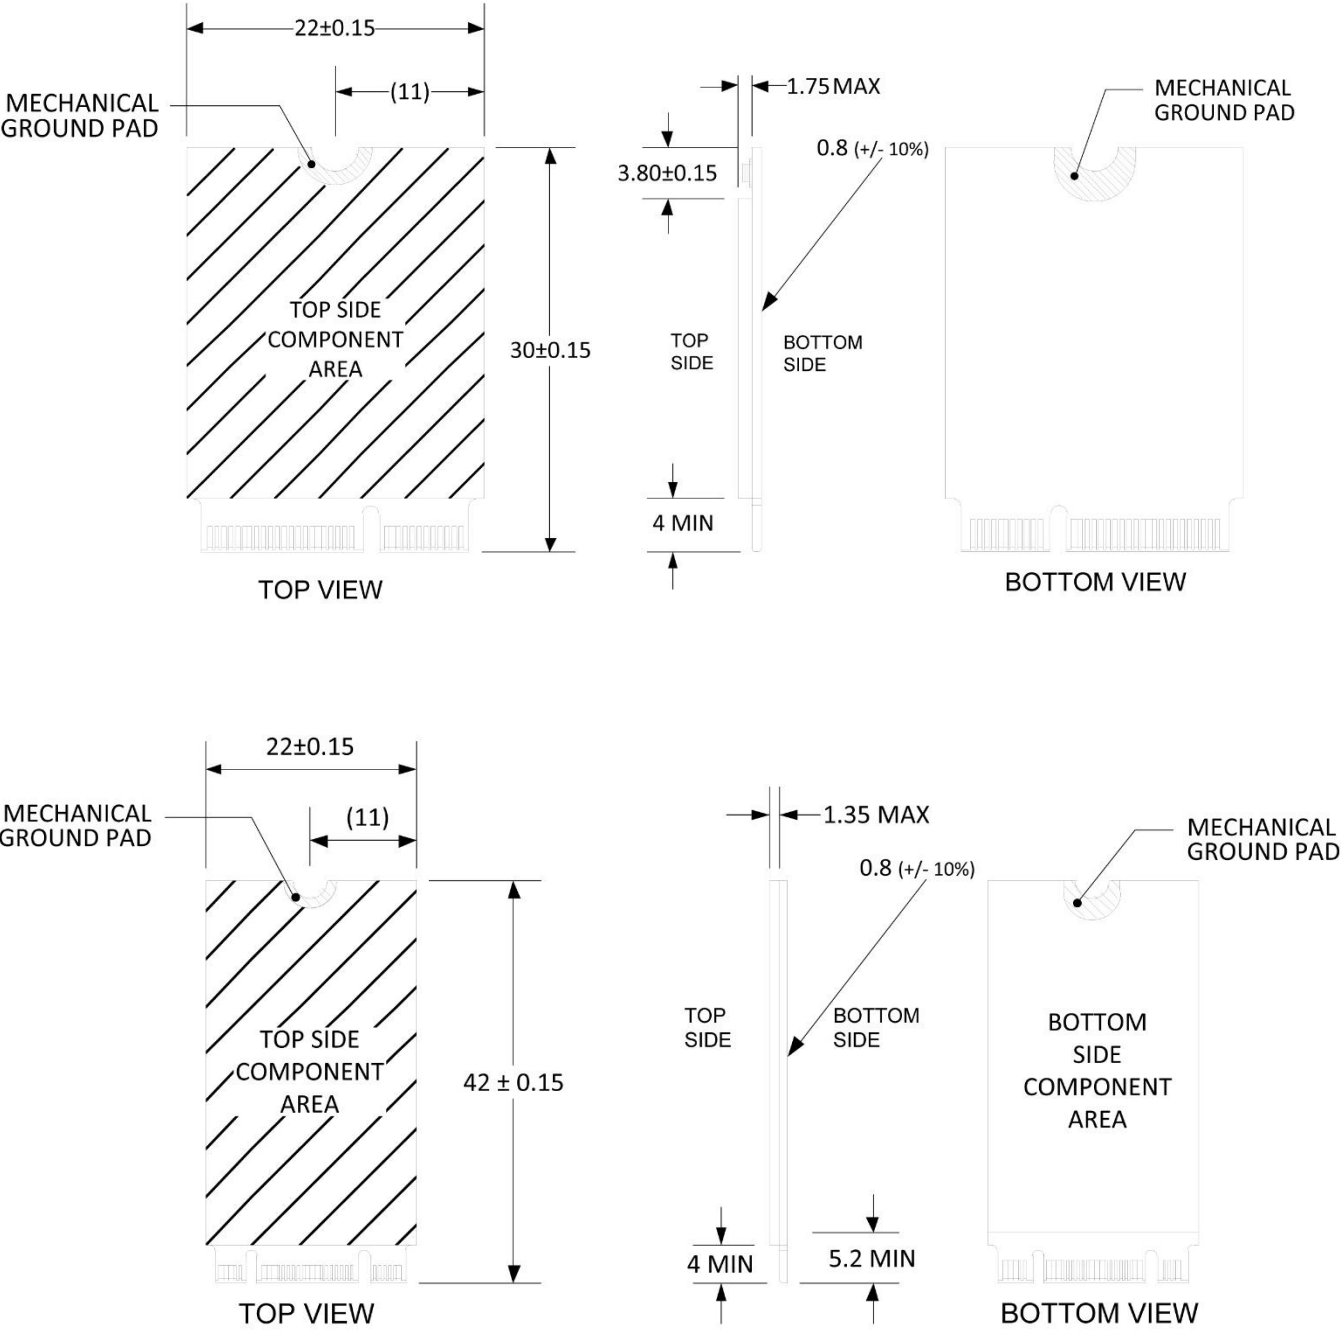 22±0.15
(11)
MECHANICAL
GROUND PAD
1.75 MAX
MECHANICAL
GROUND PAD
0.8 (+/- 10%)
3.80±0.15
TOP SIDE
COMPONENT
AREA
30±0.15
TOP
SIDE
BOTTOM
SIDE
4 MIN
TOP VIEW
BOTTOM VIEW
22±0.15
(11)
MECHANICAL
GROUND PAD
1.35 MAX
MECHANICAL
GROUND PAD
0.8 (+/- 10%)
TOP SIDE
COMPONENT
AREA
42 ± 0.15
TOP
SIDE
BOTTOM
SIDE
BOTTOM
SIDE
COMPONENT
AREA
4 MIN
5.2 MIN
TOP VIEW
BOTTOM VIEW